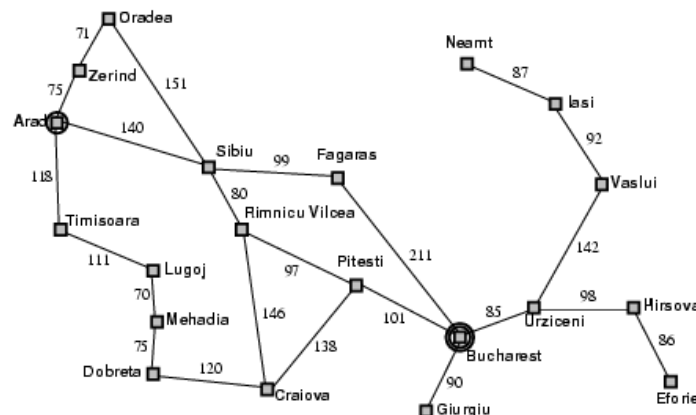 Oradea
71
Neamt
Zerind
87
75
151
Iasi
Arad
140
92
Sibiu
Fagaras
99
118
80
Vaslui
Rimnicu Vilcea
Timisoara
142
111
Pitesti
211
Lugoj
97
70
98
Hirsova
146
101
85
Urziceni
Mehadia
138
86
75
Bucharest
120
Dobreta
90
Craiova
Eforie
Giurgiu